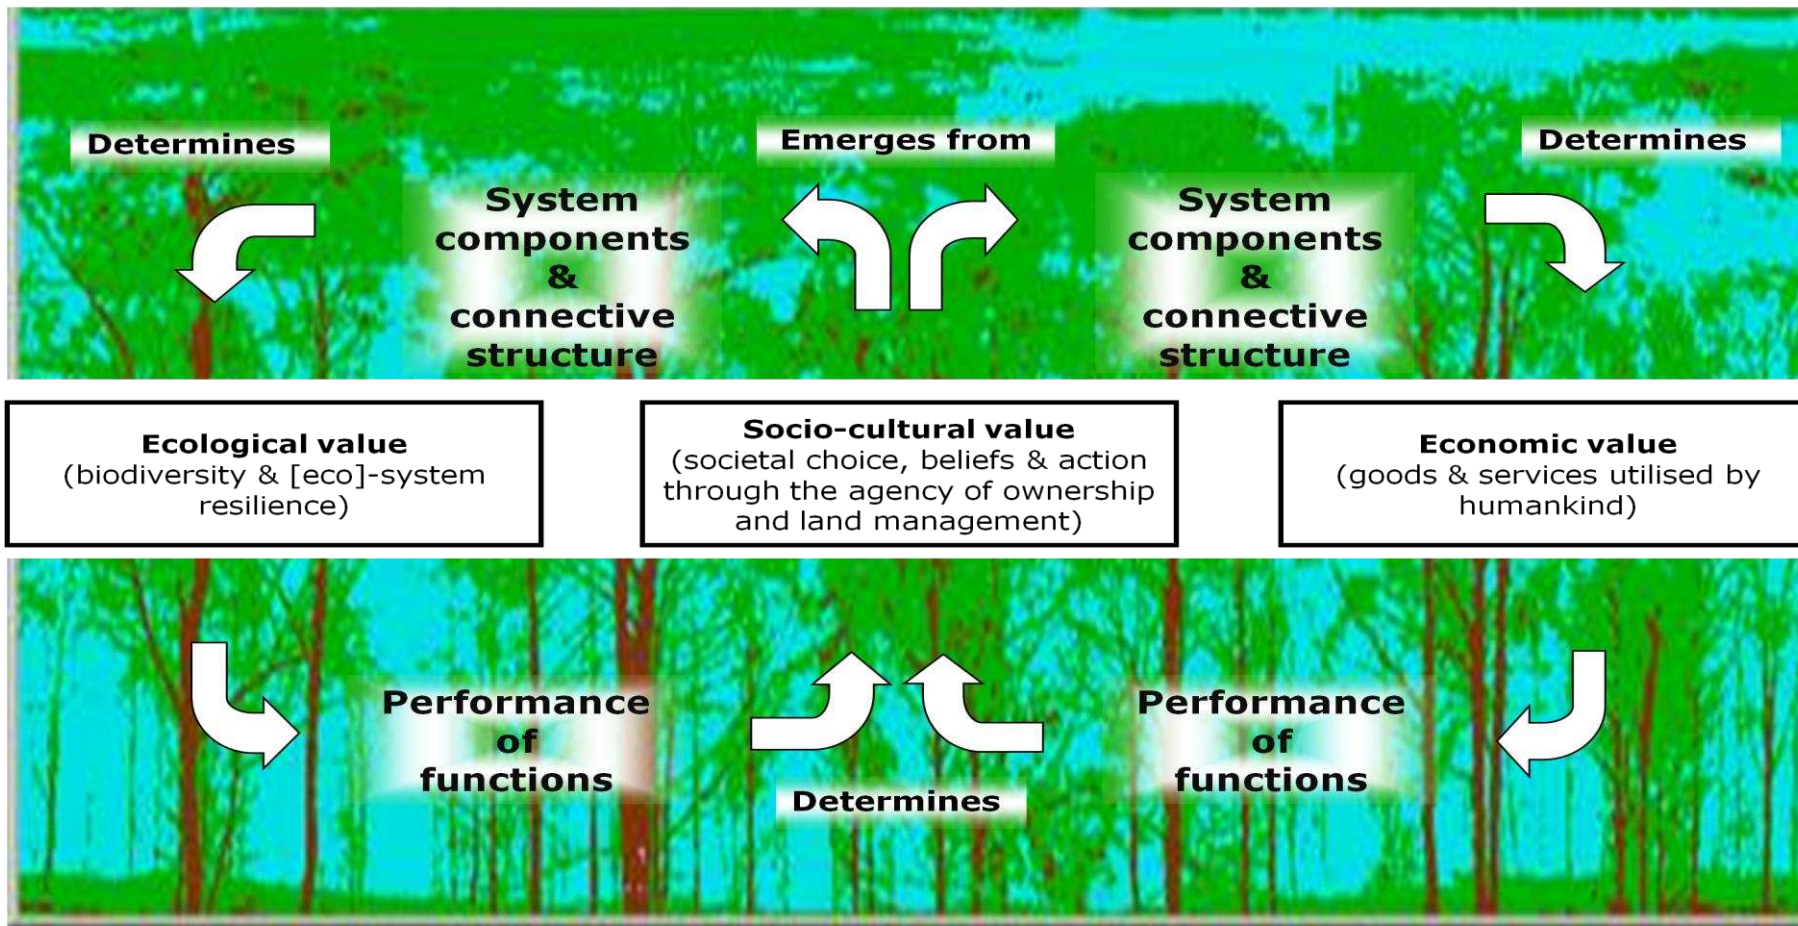 Determines
Emerges from
Determines
System
components
&
connective
structure
System
components
&
connective
structure
Ecological value
(biodiversity & [eco]-system
resilience)
Socio-cultural value
(societal choice, beliefs & action
through the agency of ownership
and land management)
Economic value
(goods & services utilised by
humankind)
Performance
of
functions
Determines
Performance
of
functions